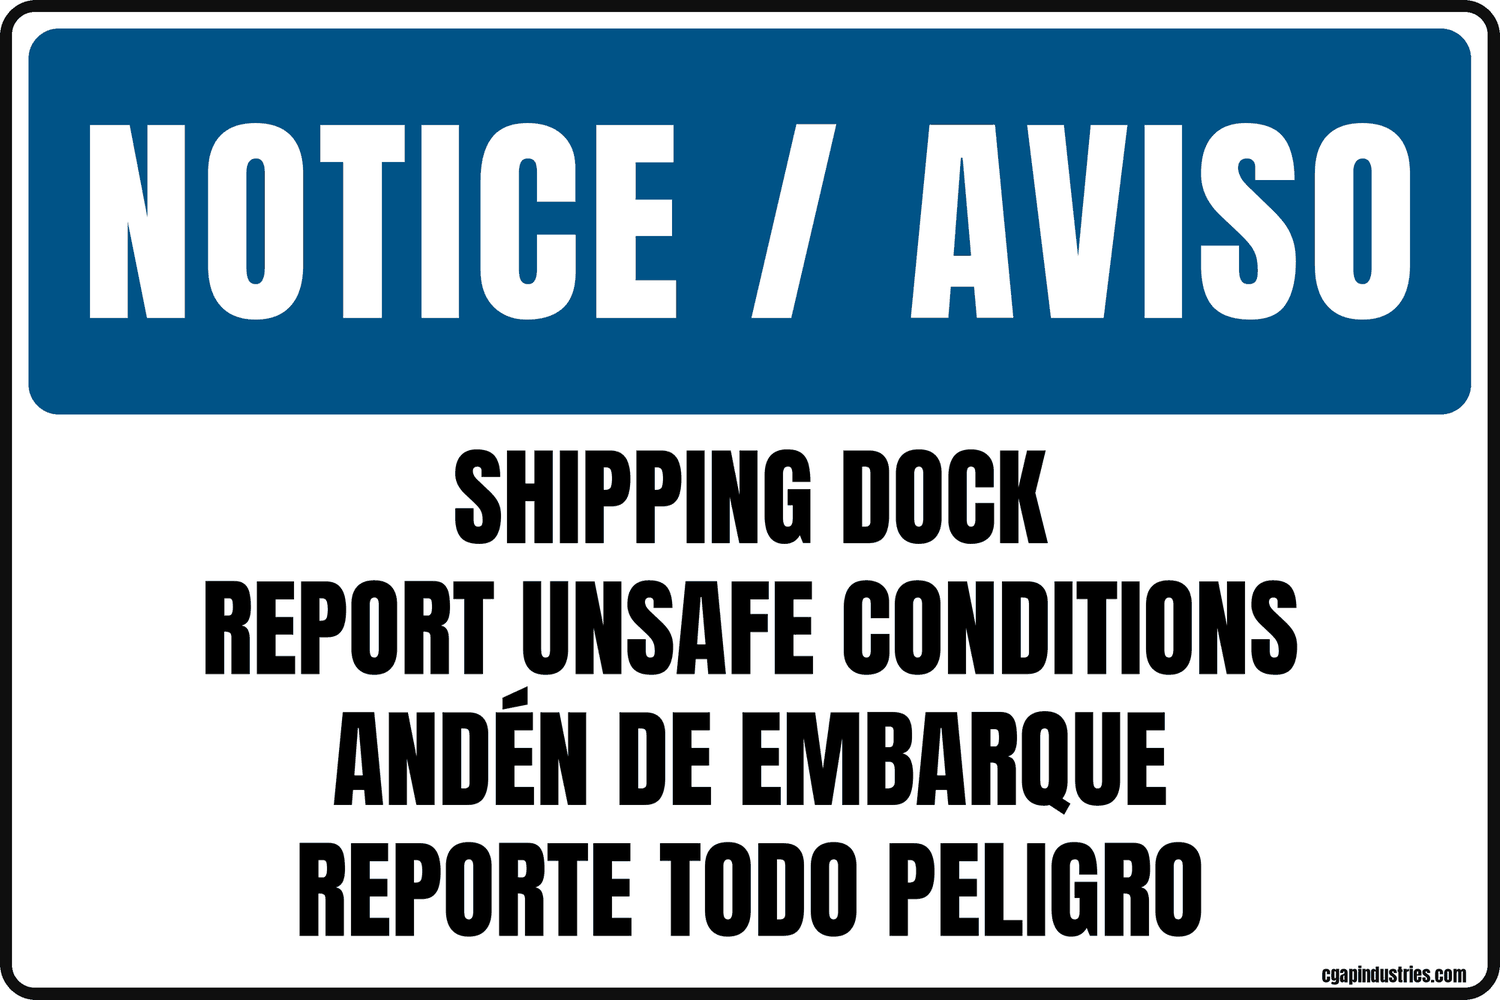 NOTICE / AVISO
SHIPPING DOCK
REPORT UNSAFE CONDITIONS
ANDÉN DE EMBARQUE
REPORTE TODO PELIGRO
cgapindustries.com